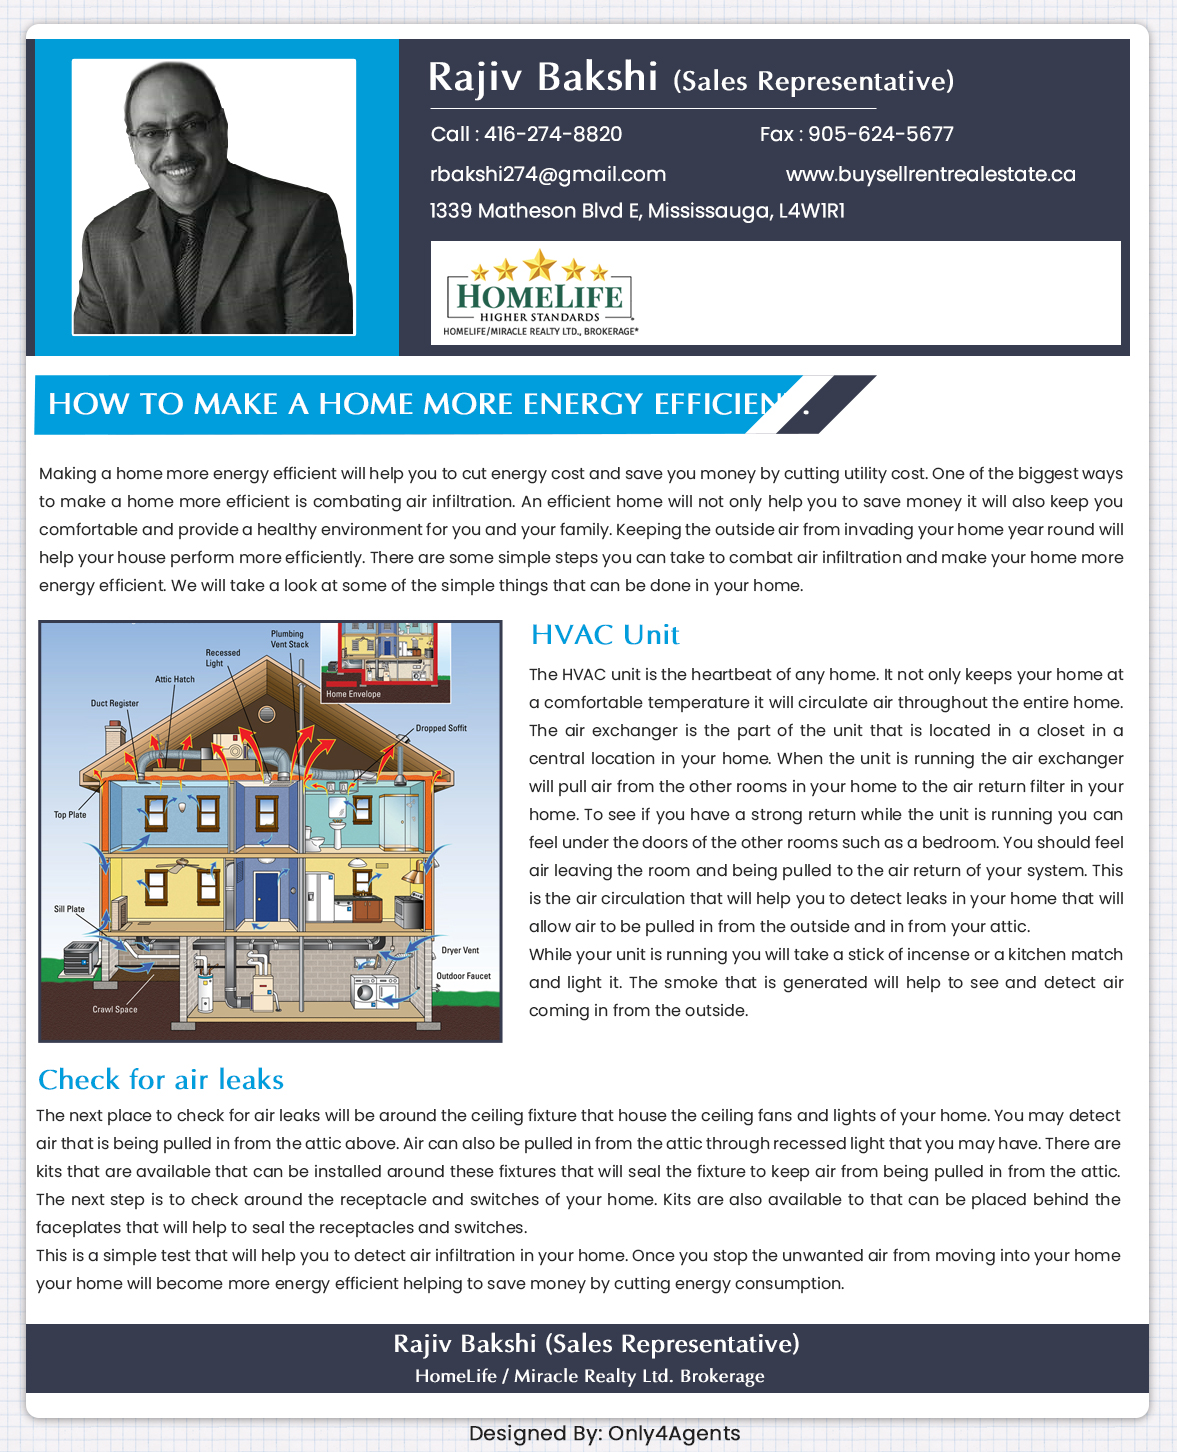 Rajiv Bakshi (Sales Representative)
Call : 416-274-8820 Fax : 905-624-5677
rbakshi274@gmail.com www.buysellrentrealestate.ca
1339 Matheson Blvd E, Mississauga, L4W1R1
HOMELIFE
HIGHER STANDARDS
HOMELIFE/MIRACLE REALTY LTD., BROKERAGE*
HOW TO MAKE A HOME MORE ENERGY EFFICIENT.
Making a home more energy efficient will help you to cut energy cost and save you money by cutting utility cost. One of the biggest ways
to make a home more efficient is combating air infiltration. An efficient home will not only help you to save money it will also keep you
comfortable and provide a healthy environment for you and your family. Keeping the outside air from invading your home year round will
help your house perform more efficiently. There are some simple steps you can take to combat air infiltration and make your home more
energy efficient. We will take a look at some of the simple things that can be done in your home.
Plumbing
Vent Stack
Recessed
Light
Attic Hatch
Duct Register
Home Envelope
Dropped Soffit
Top Plate
Sill Plate
Dryer Vent
Outdoor Faucet
Crawl Space
HVAC Unit
The HVAC unit is the heartbeat of any home. It not only keeps your home at
a comfortable temperature it will circulate air throughout the entire home.
The air exchanger is the part of the unit that is located in a closet in a
central location in your home. When the unit is running the air exchanger
will pull air from the other rooms in your home to the air return filter in your
home. To see if you have a strong return while the unit is running you can
feel under the doors of the other rooms such as a bedroom. You should feel
air leaving the room and being pulled to the air return of your system. This
is the air circulation that will help you to detect leaks in your home that will
allow air to be pulled in from the outside and in from your attic.
While your unit is running you will take a stick of incense or a kitchen match
and light it. The smoke that is generated will help to see and detect air
coming in from the outside.
Check for air leaks
The next place to check for air leaks will be around the ceiling fixture that house the ceiling fans and lights of your home. You may detect
air that is being pulled in from the attic above. Air can also be pulled in from the attic through recessed light that you may have. There are
kits that are available that can be installed around these fixtures that will seal the fixture to keep air from being pulled in from the attic.
The next step is to check around the receptacle and switches of your home. Kits are also available to that can be placed behind the
faceplates that will help to seal the receptacles and switches.
This is a simple test that will help you to detect air infiltration in your home. Once you stop the unwanted air from moving into your home
your home will become more energy efficient helping to save money by cutting energy consumption.
Rajiv Bakshi (Sales Representative)
HomeLife / Miracle Realty Ltd. Brokerage
Designed By: Only4Agents